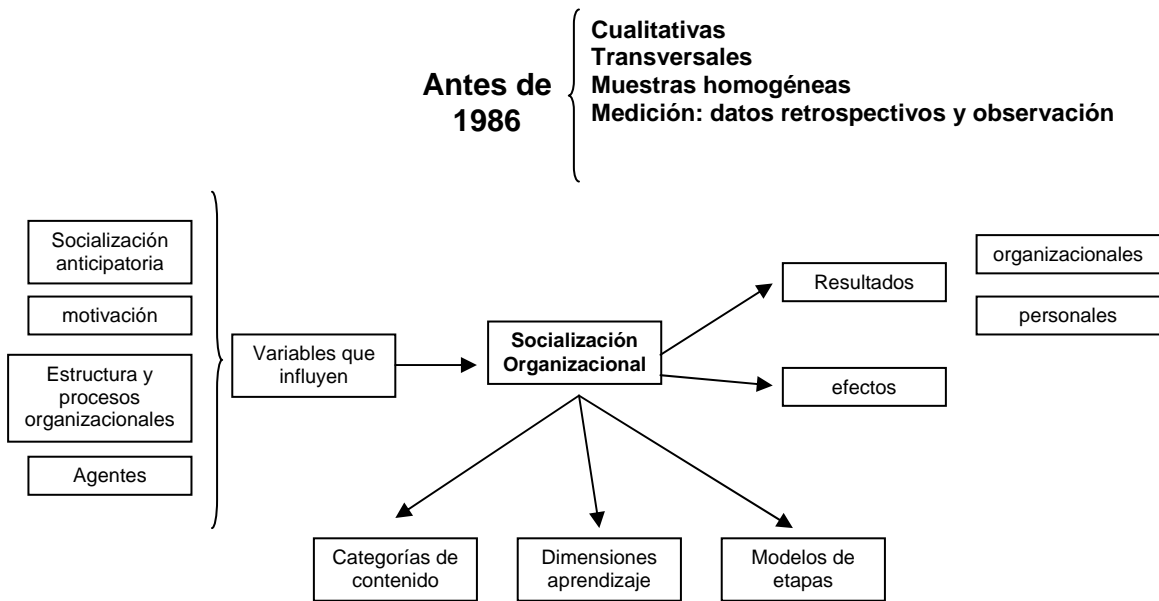 Antes de
1986
Cualitativas
Transversales
Muestras homogéneas
Medición: datos retrospectivos y observación
Socialización
anticipatoria
motivación
Estructura y
procesos
organizacionales
Agentes
Variables que
influyen
Socialización
Organizacional
Resultados
organizacionales
personales
efectos
Categorías de
contenido
Dimensiones
aprendizaje
Modelos de
etapas